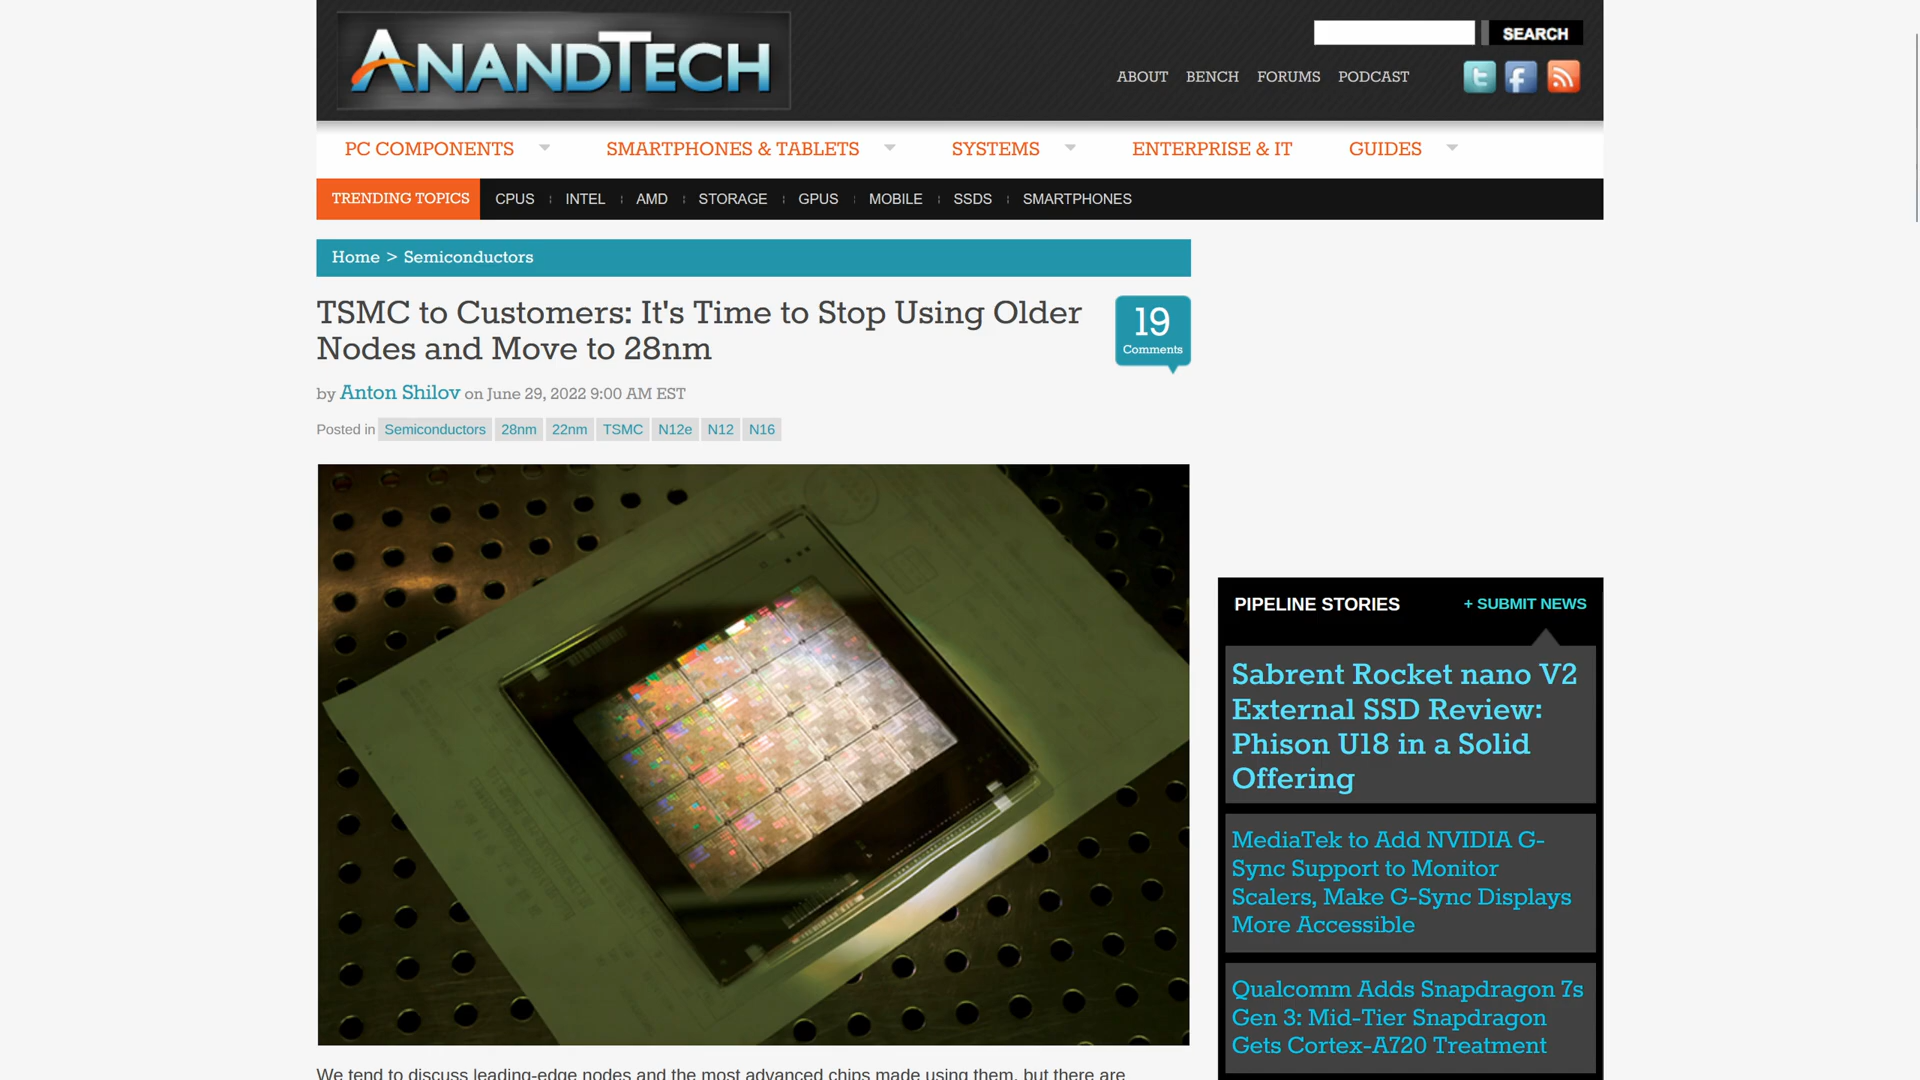 ANANDTECH
SEARCH
ABOUT BENCH FORUMS PODCAST
PC COMPONENTS SMARTPHONES & TABLETS SYSTEMS ENTERPRISE & IT GUIDES
TRENDING TOPICS CPUS INTEL AMD STORAGE GPUS MOBILE SSDS SMARTPHONES
Home > Semiconductors
TSMC to Customers: It's Time to Stop Using Older
Nodes and Move to 28nm
19
Comments
by Anton Shilov on June 29, 2022 9:00 AM EST
Posted in Semiconductors 28nm 22nm TSMC N12e N12 N16
We tend to discuss leading-edge nodes and the most advanced chips made using them, but there are
PIPELINE STORIES + SUBMIT NEWS
Sabrent Rocket nano V2
External SSD Review:
Phison U18 in a Solid
Offering
MediaTek to Add NVIDIA G-
Sync Support to Monitor
Scalers, Make G-Sync Displays
More Accessible
Qualcomm Adds Snapdragon 7s
Gen 3: Mid-Tier Snapdragon
Gets Cortex-A720 Treatment